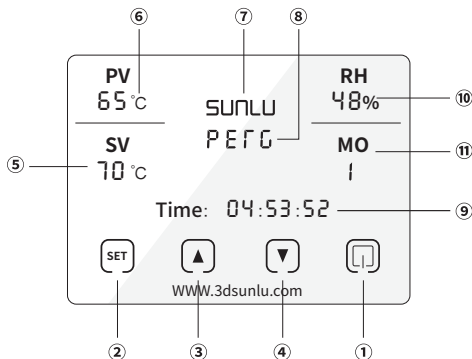 ⑥ ⑦ ⑧
PV
65°C
SUNLU
PETG
RH
48%
⑩
SV
70°C
⑤
MO
1
⑪
Time: 04:53:52
⑨
SET
WWW.3dsunlu.com
② ③ ④ ①